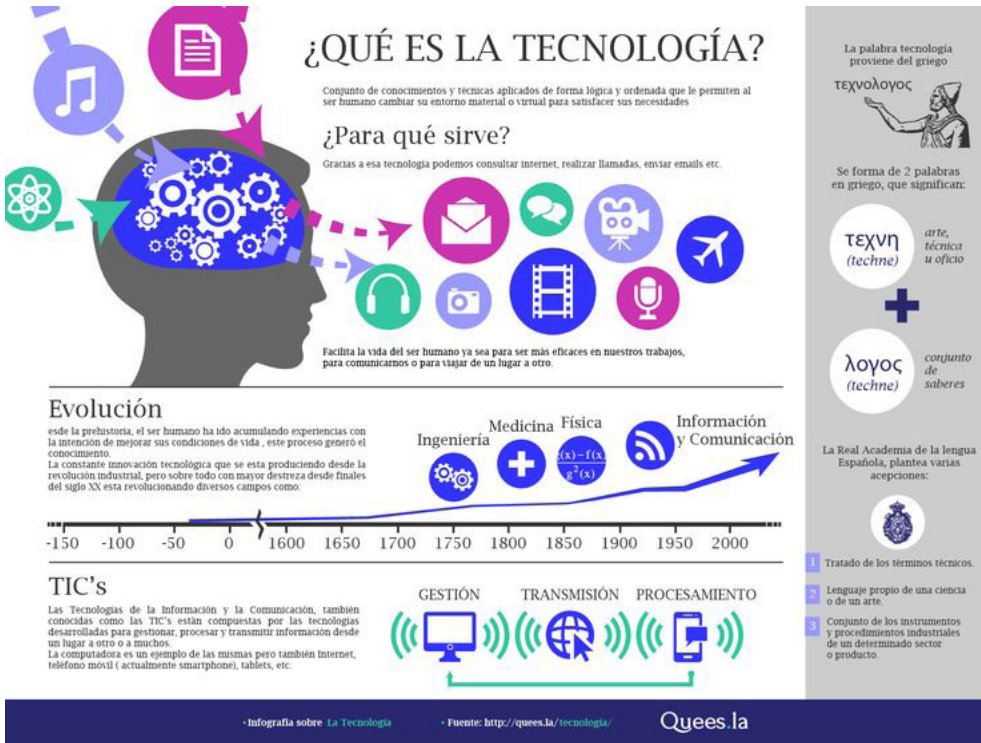 ¿QUÉ ES LA TECNOLOGÍA?
Conjunto de conocimientos y técnicas aplicados de forma lógica y ordenada que le permiten al
ser humano cambiar su entorno material o virtual para satisfacer sus necesidades
¿Para qué sirve?
Gracias a esa tecnología podemos consultar internet, realizar llamadas, enviar emails etc.
Facilita la vida del ser humano ya sea para ser más eficaces en nuestros trabajos,
para comunicarnos o para viajar de un lugar a otro.
Evolución
esde la prehistoria, el ser humano ha ido acumulando experiencias con
la intención de mejorar sus condiciones de vida , este proceso generó el
conocimiento.
La constante innovación tecnológica que se esta produciendo desde la
revolución industrial, pero sobre todo con mayor destreza desde finales
del siglo XX esta revolucionando diversos campos como:
Ingeniería
Medicina
Física
(x)–f(x)
g²(x)
Información
y Comunicación
-150 -100 -50 0 1600 1650 1700 1750 1800 1850 1900 1950 2000
TIC's
Las Tecnologías de la Información y la Comunicación, también
conocidas como las TIC's están compuestas por las tecnologías
desarrolladas para gestionar, procesar y transmitir información desde
un lugar a otro o a muchos.
La computadora es un ejemplo de las mismas pero también Internet,
teléfono móvil ( actualmente smartphone), tablets, etc.
GESTIÓN TRANSMISIÓN PROCESAMIENTO
La palabra tecnología
proviene del griego
τεχνολογος
Se forma de 2 palabras
en griego, que significan:
τεχνη
(techne)
arte,
técnica
u oficio
λογος
(techne)
conjunto
de
saberes
La Real Academia de la lengua
Española, plantea varias
acepciones:
1 Tratado de los términos técnicos.
2 Lenguaje propio de una ciencia
o de un arte.
3 Conjunto de los instrumentos
y procedimientos industriales
de un determinado sector
o producto.
• Infografía sobre La Tecnología • Fuente: http://quees.la/tecnologia/ Quees.la